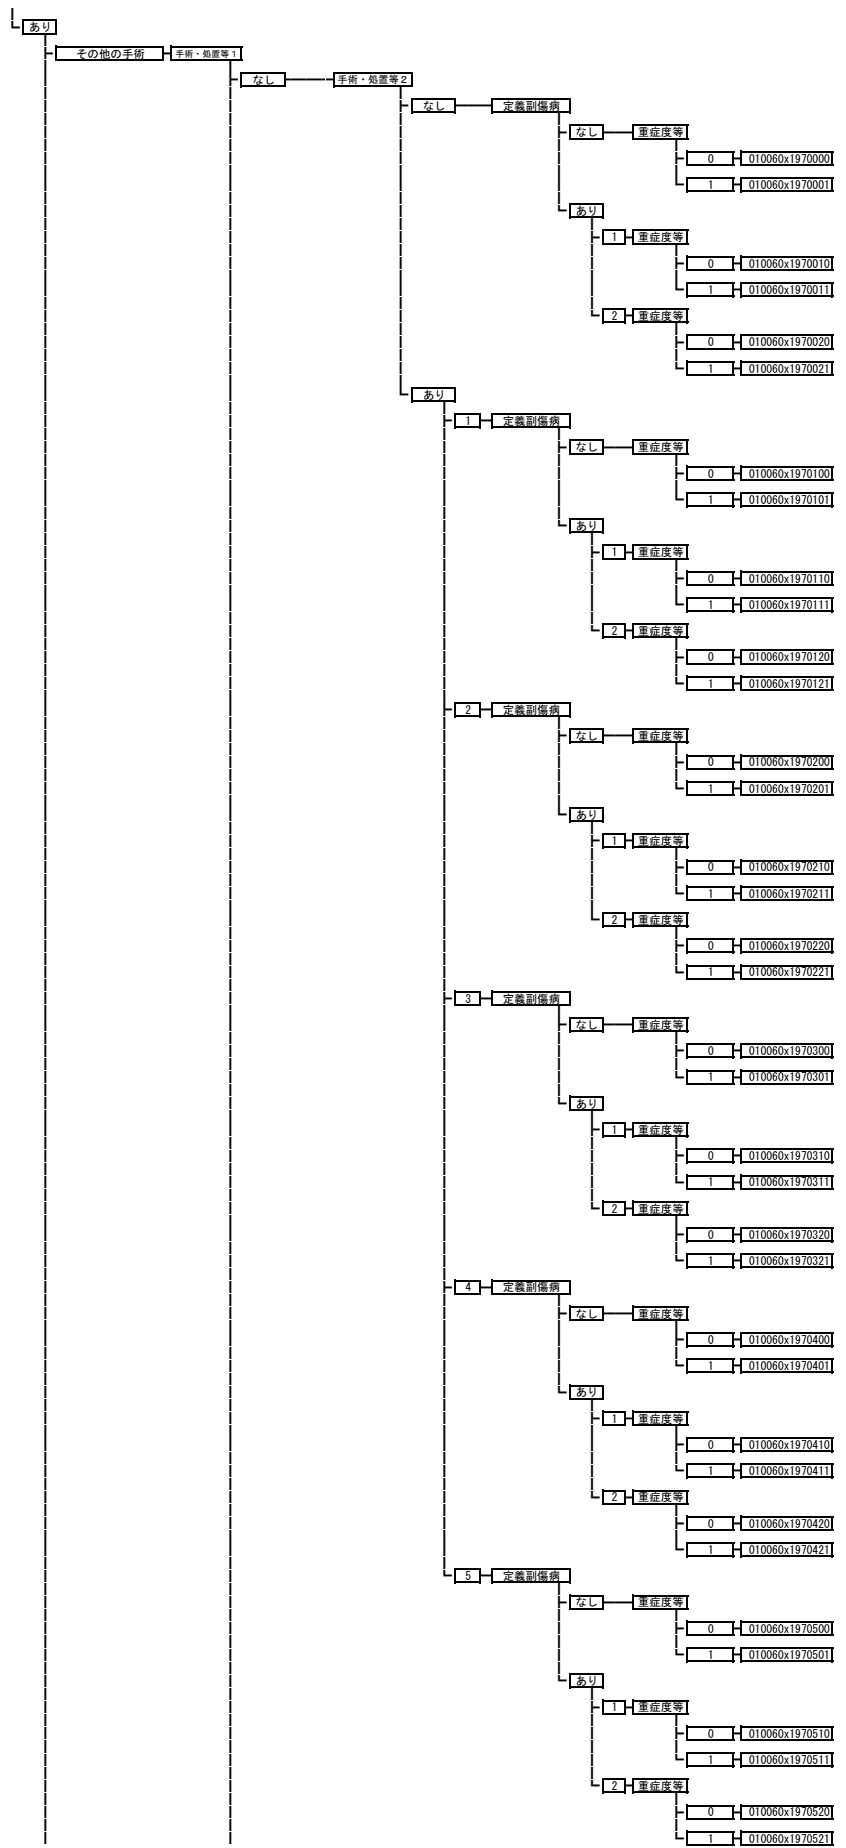 あり
その他の手術 手術・処置等1
なし 手術・処置等2
なし 定義副傷病
なし 重症度等
0 010060x1970000
1 010060x1970001
あり
1 重症度等
0 010060x1970010
1 010060x1970011
2 重症度等
0 010060x1970020
1 010060x1970021
あり
1 定義副傷病
なし 重症度等
0 010060x1970100
1 010060x1970101
あり
1 重症度等
0 010060x1970110
1 010060x1970111
2 重症度等
0 010060x1970120
1 010060x1970121
2 定義副傷病
なし 重症度等
0 010060x1970200
1 010060x1970201
あり
1 重症度等
0 010060x1970210
1 010060x1970211
2 重症度等
0 010060x1970220
1 010060x1970221
3 定義副傷病
なし 重症度等
0 010060x1970300
1 010060x1970301
あり
1 重症度等
0 010060x1970310
1 010060x1970311
2 重症度等
0 010060x1970320
1 010060x1970321
4 定義副傷病
なし 重症度等
0 010060x1970400
1 010060x1970401
あり
1 重症度等
0 010060x1970410
1 010060x1970411
2 重症度等
0 010060x1970420
1 010060x1970421
5 定義副傷病
なし 重症度等
0 010060x1970500
1 010060x1970501
あり
1 重症度等
0 010060x1970510
1 010060x1970511
2 重症度等
0 010060x1970520
1 010060x1970521